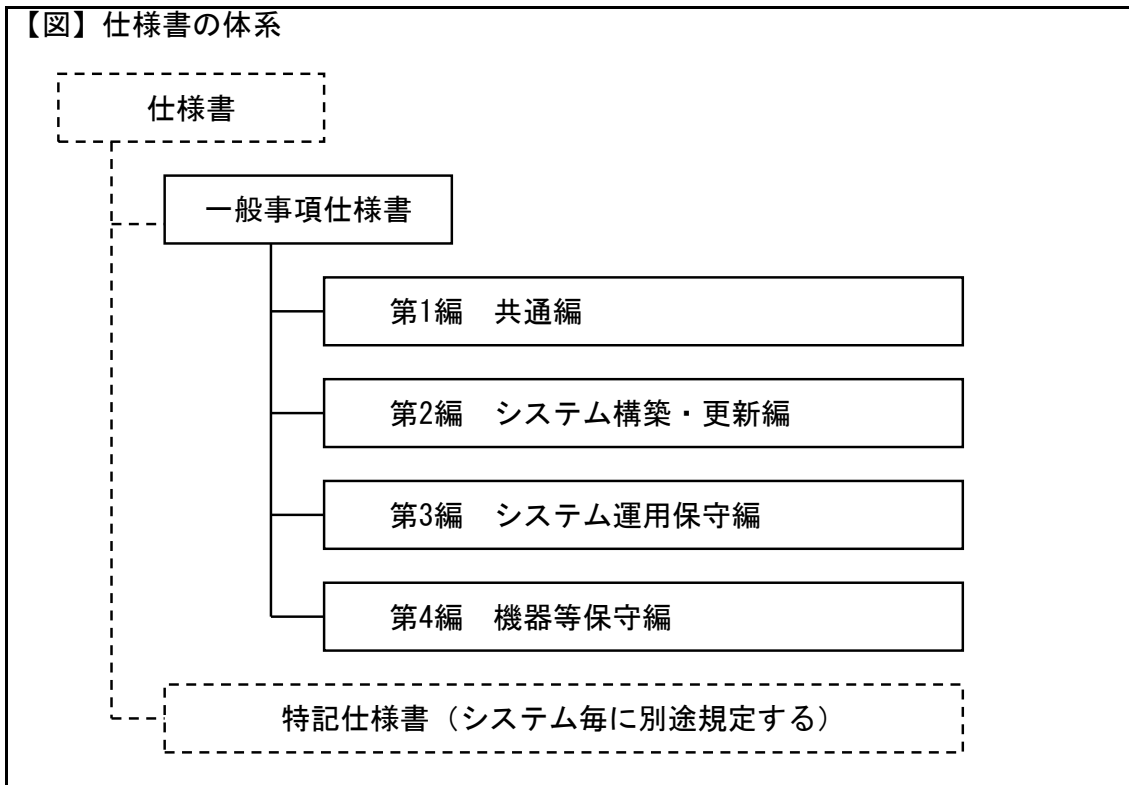 【図】仕様書の体系
仕様書
一般事項仕様書
第1編　共通編
第2編　システム構築・更新編
第3編　システム運用保守編
第4編　機器等保守編
特記仕様書（システム毎に別途規定する）